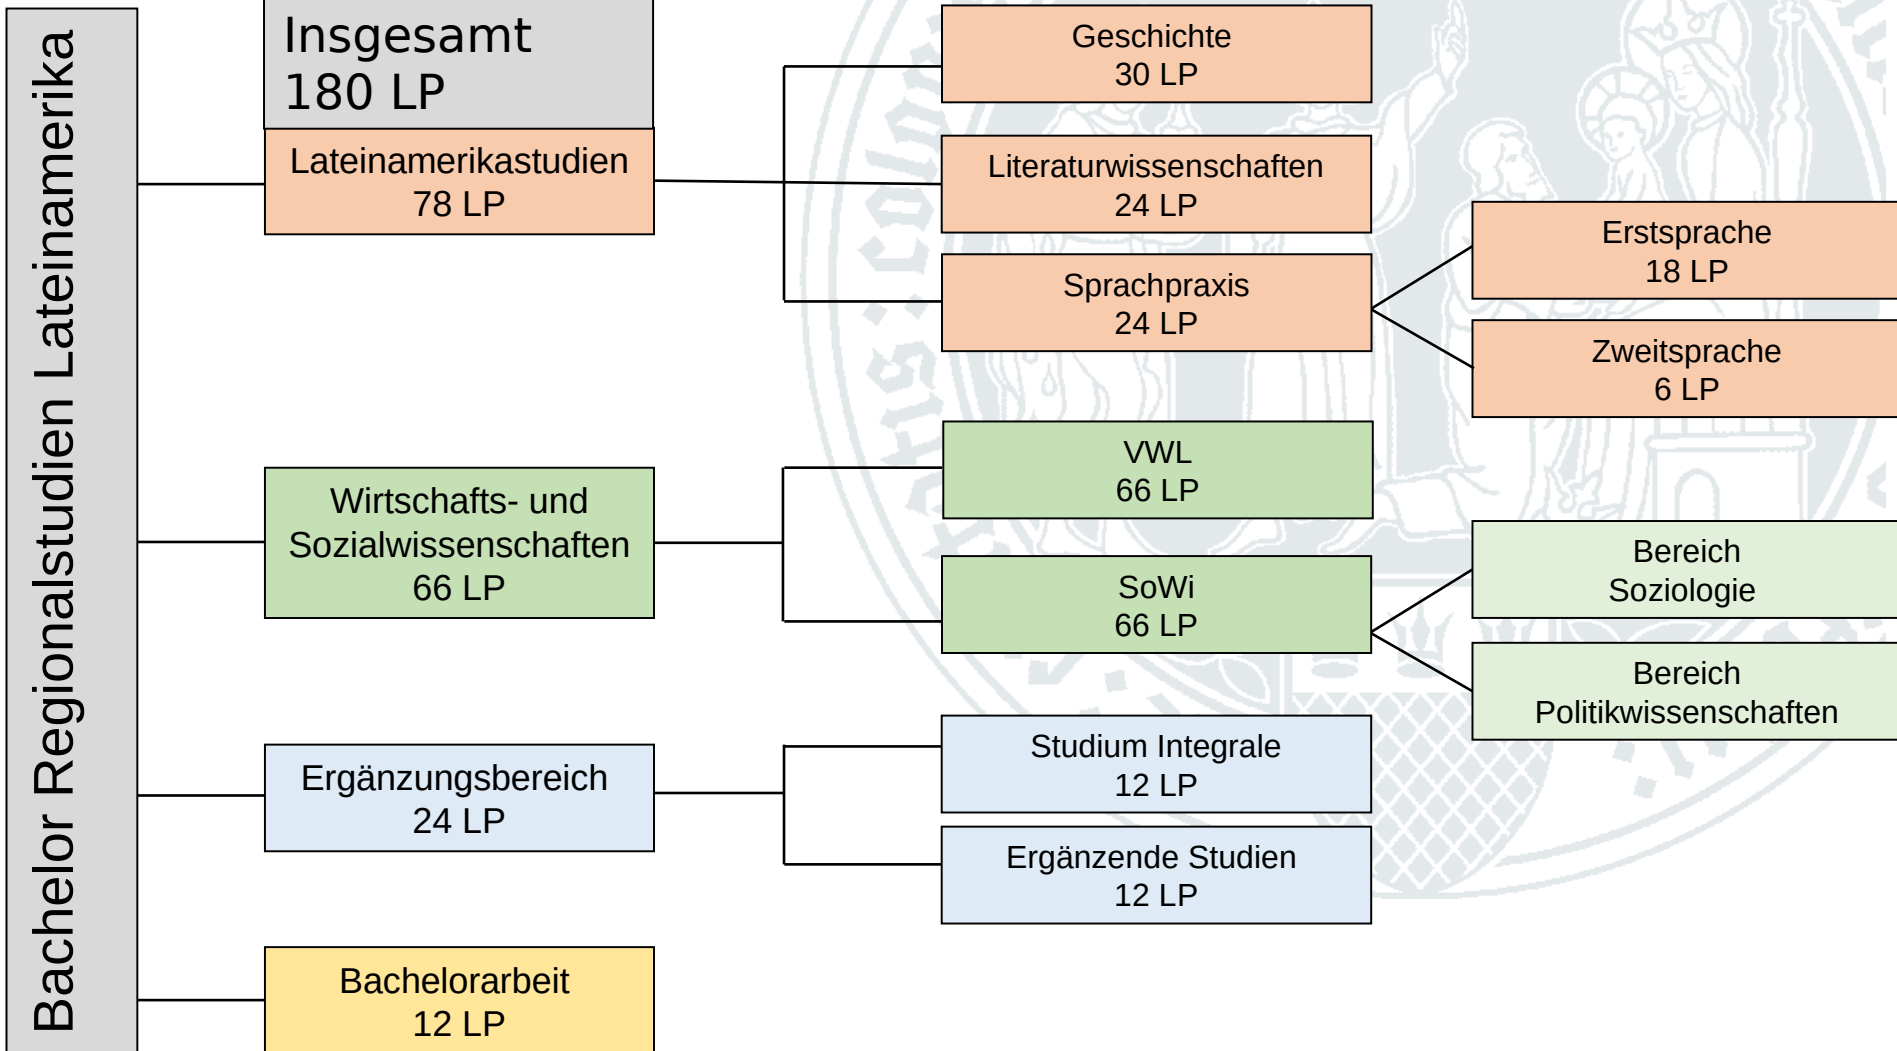 Bachelor Regionalstudien Lateinamerika
Insgesamt
180 LP
Lateinamerikastudien
78 LP
Geschichte
30 LP
Literaturwissenschaften
24 LP
Sprachpraxis
24 LP
Erstsprache
18 LP
Zweitsprache
6 LP
Wirtschafts- und
Sozialwissenschaften
66 LP
VWL
66 LP
SoWi
66 LP
Bereich
Soziologie
Bereich
Politikwissenschaften
Ergänzungsbereich
24 LP
Studium Integrale
12 LP
Ergänzende Studien
12 LP
Bachelorarbeit
12 LP